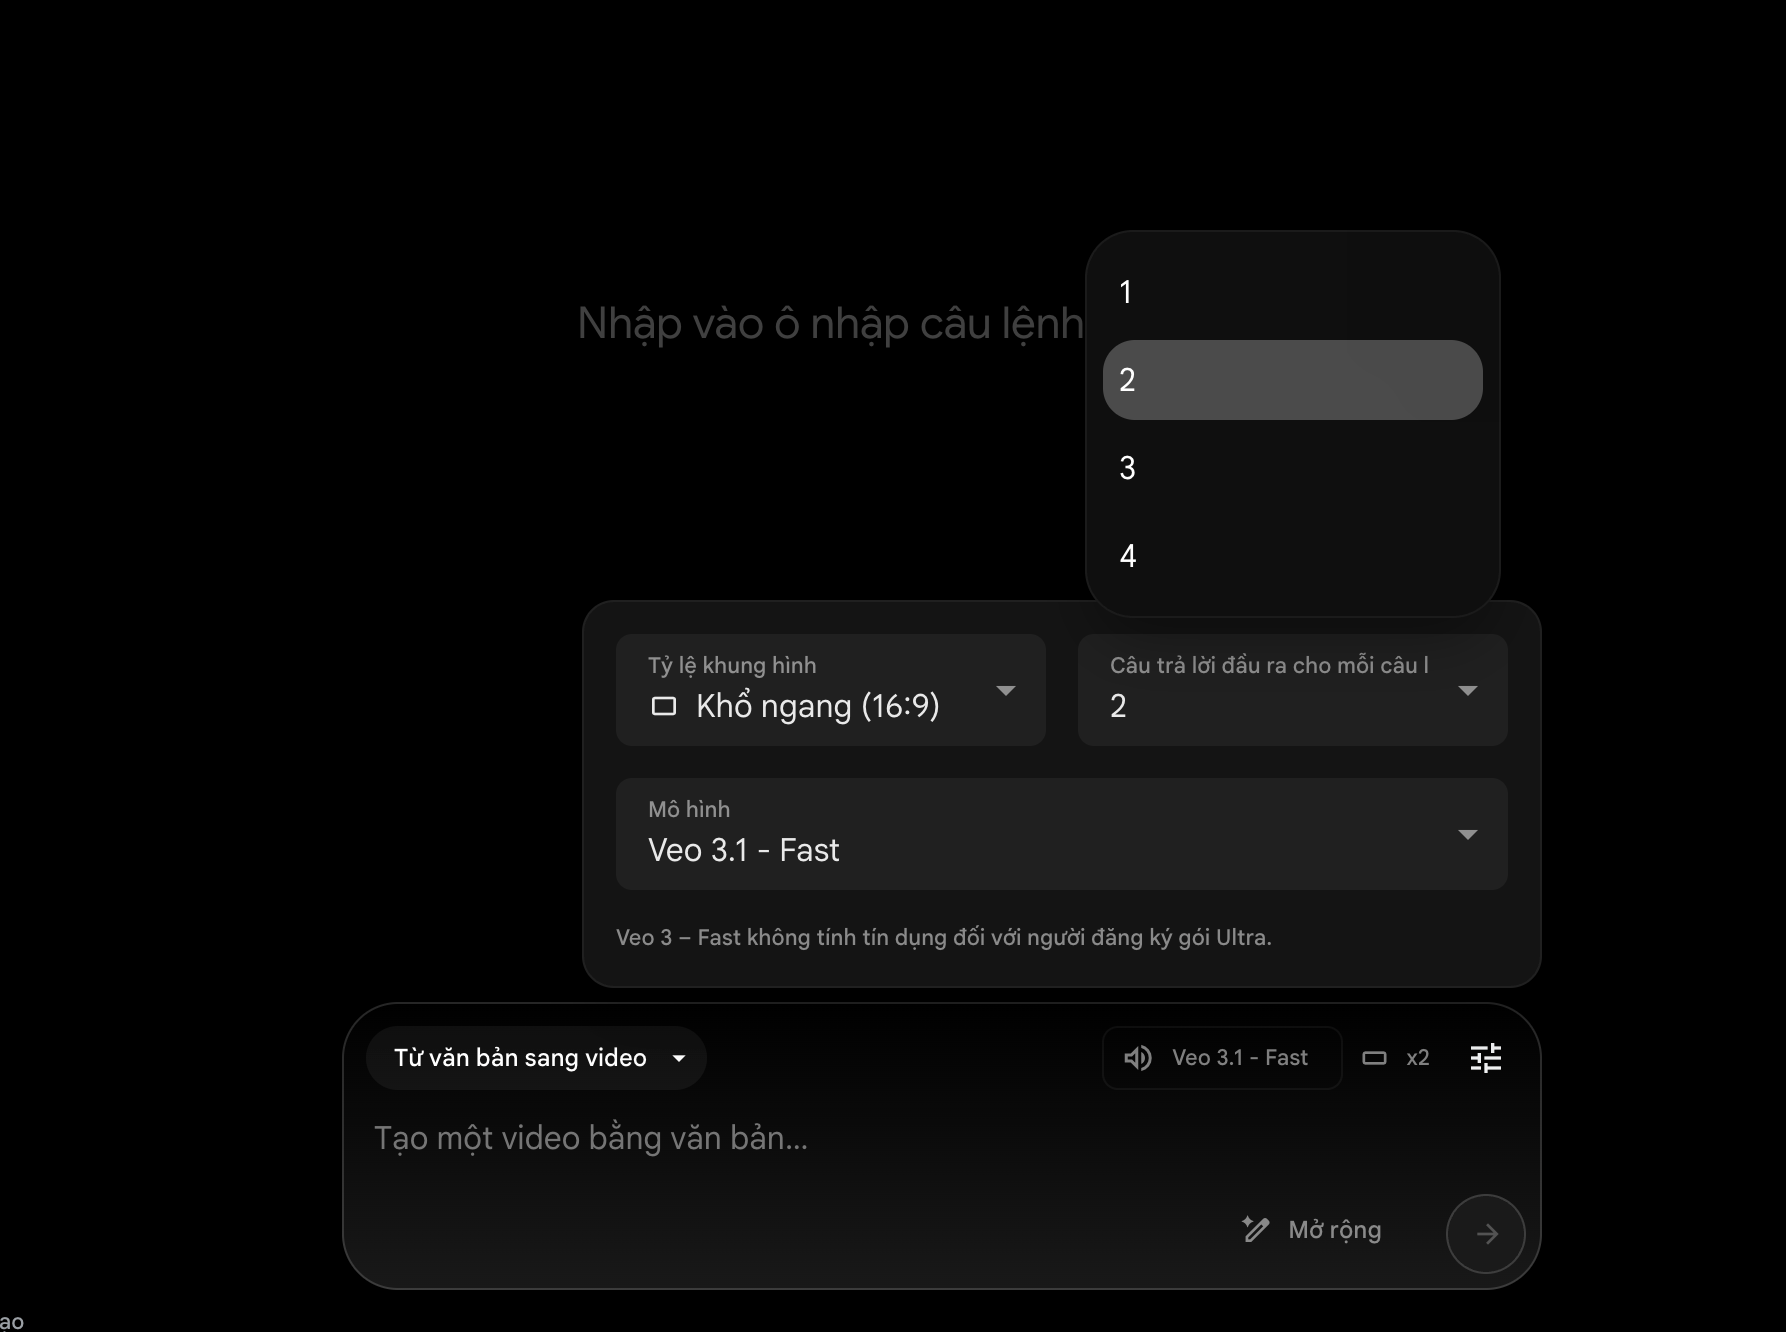 Nhập vào ô nhập câu lệnh
1
2
3
4
Tỷ lệ khung hình
Khổ ngang (16:9)
Câu trả lời đầu ra cho mỗi câu l
2
Mô hình
Veo 3.1 - Fast
Veo 3 – Fast không tính tín dụng đối với người đăng ký gói Ultra.
Từ văn bản sang video
Veo 3.1 - Fast
x2
Tạo một video bằng văn bản...
Mở rộng
ao